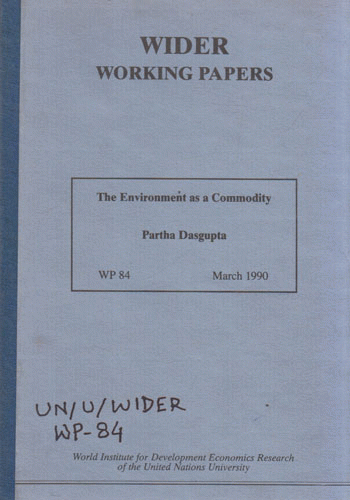 WIDER
WORKING PAPERS
The Environment as a Commodity
Partha Dasgupta
WP 84 March 1990
UN/U/WIDER
WP-84
World Institute for Development Economics Research
of the United Nations University